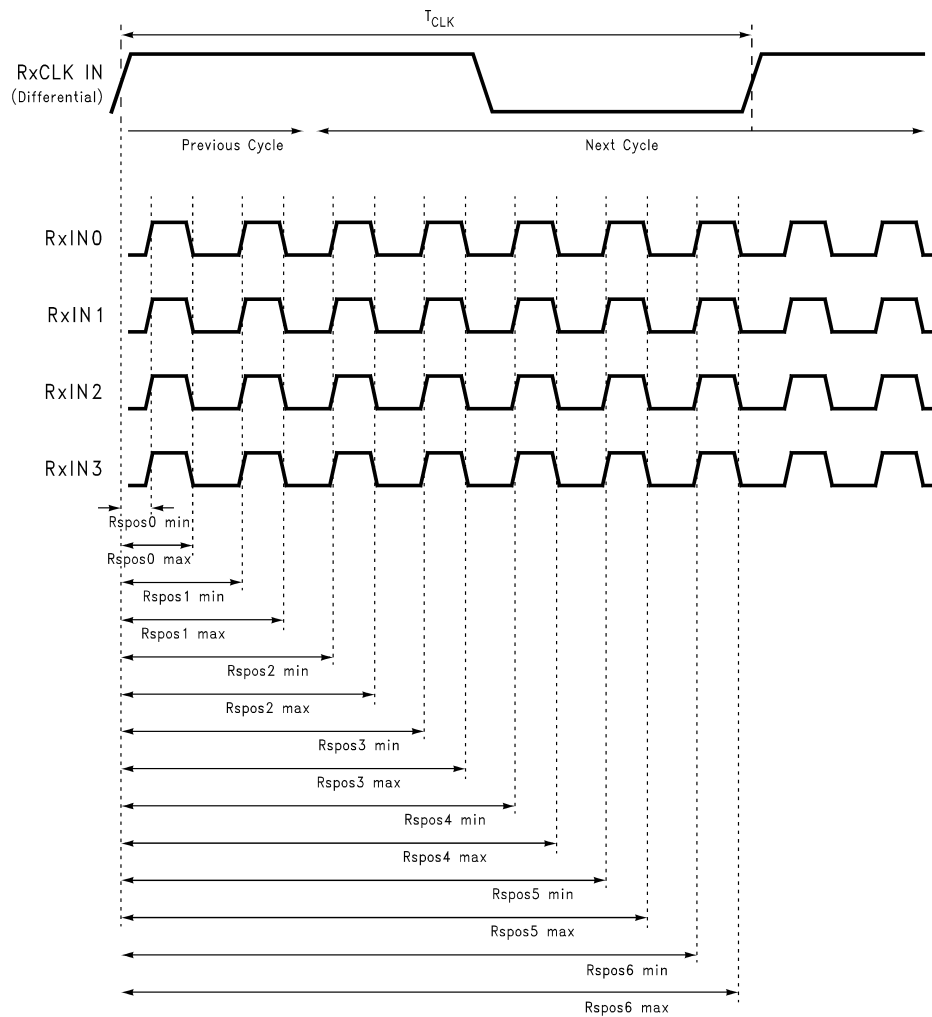 TCLK
RxCLK IN
(Differential)
Previous Cycle
Next Cycle
RxIN0
RxIN1
RxIN2
RxIN3
Rspos0 min
Rspos0 max
Rspos1 min
Rspos1 max
Rspos2 min
Rspos2 max
Rspos3 min
Rspos3 max
Rspos4 min
Rspos4 max
Rspos5 min
Rspos5 max
Rspos6 min
Rspos6 max